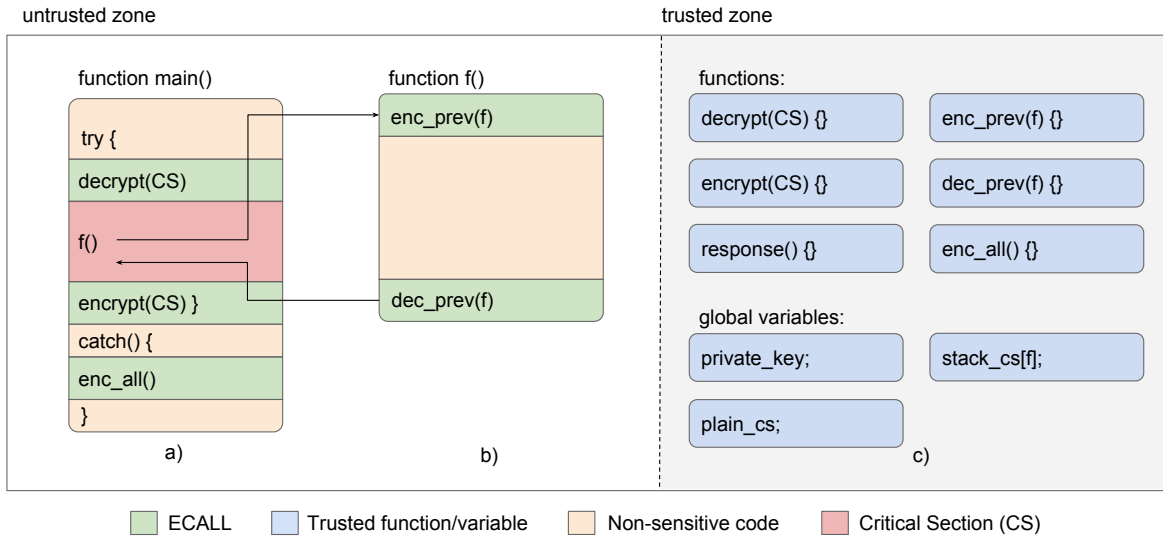 untrusted zone
trusted zone
function main()
try {
decrypt(CS)
f()
encrypt(CS) }
catch() {
enc_all()
}
a)
function f()
enc_prev(f)
dec_prev(f)
b)
functions:
decrypt(CS) {}
enc_prev(f) {}
encrypt(CS) {}
dec_prev(f) {}
response() {}
enc_all() {}
global variables:
private_key;
stack_cs[f];
plain_cs;
c)
ECALL
Trusted function/variable
Non-sensitive code
Critical Section (CS)